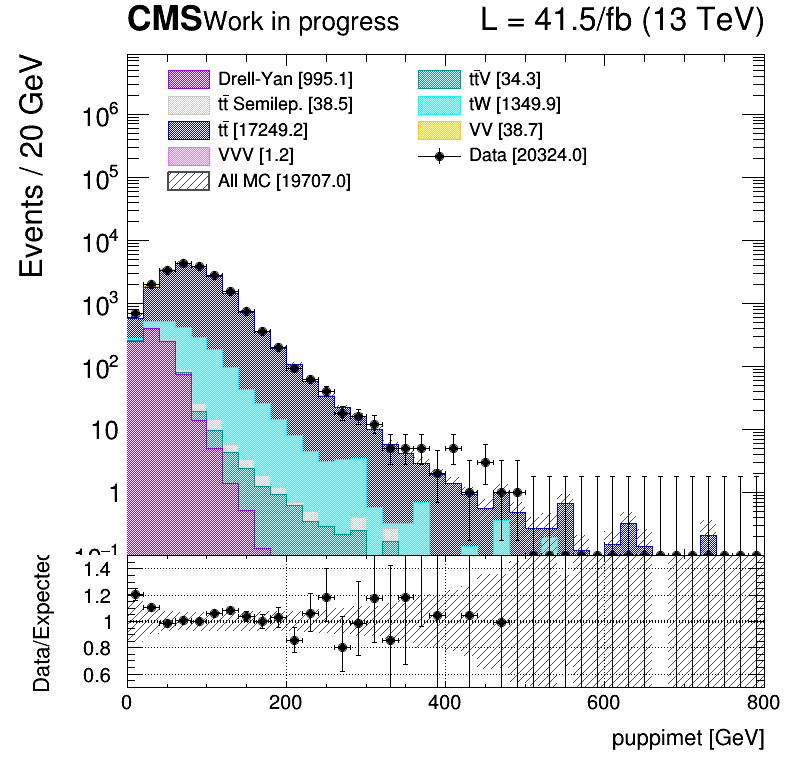 CMS Work in progress L = 41.5/fb (13 TeV)
Events / 20 GeV
Drell-Yan [995.1] tt̄V [34.3]
tt̄ Semilep. [38.5] tW [1349.9]
tt̄ [17249.2] VV [38.7]
VVV [1.2] Data [20324.0]
All MC [19707.0]
10⁶
10⁵
10⁴
10³
10²
10
1
10⁻¹
Data/Expected
1.4
1.2
1
0.8
0.6
0 200 400 600 800
puppimet [GeV]